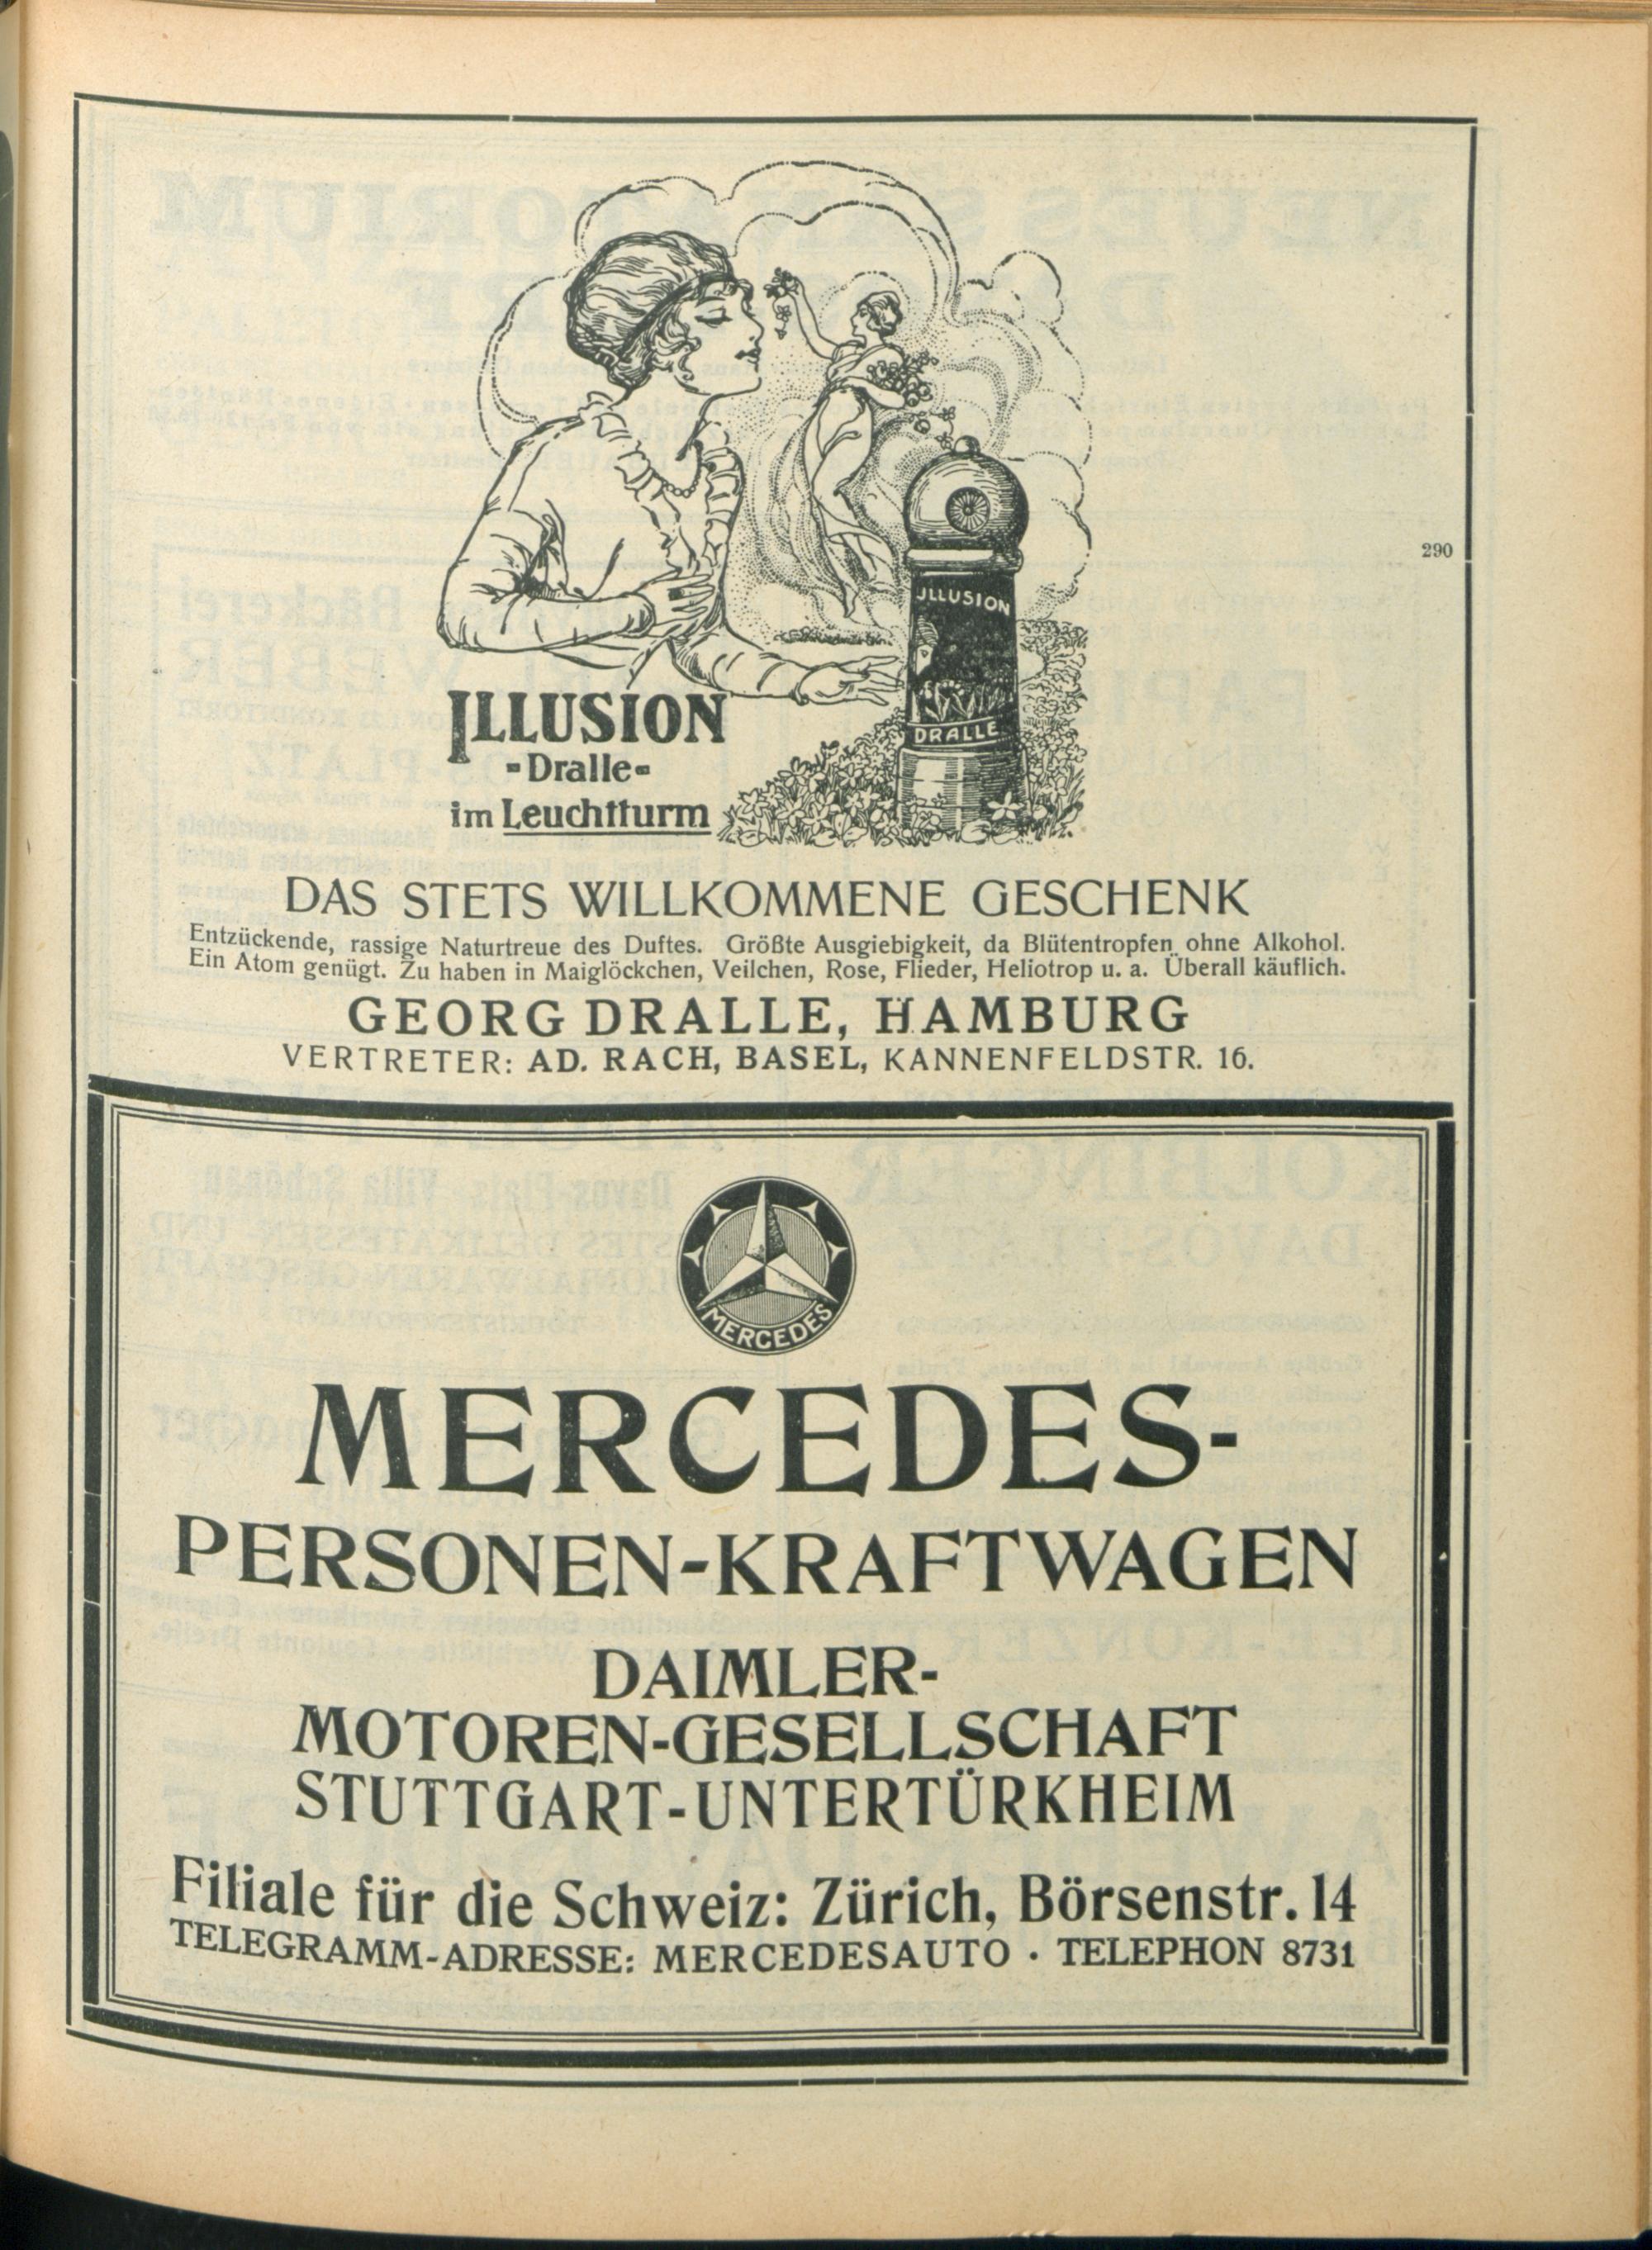 290
JLLUSION
DRALLE
ILLUSION
-Dralle-
im Leuchtturm
DAS STETS WILLKOMMENE GESCHENK
Entzückende, rassige Naturtreue des Duftes. Größte Ausgiebigkeit, da Blütentropfen ohne Alkohol.
Ein Atom genügt. Zu haben in Maiglöckchen, Veilchen, Rose, Flieder, Heliotrop u. a. Überall käuflich.
GEORG DRALLE, HAMBURG
VERTRETER: AD. RACH, BASEL, KANNENFELDSTR. 16.
MERCEDES
MERCEDES-
PERSONEN-KRAFTWAGEN
DAIMLER-
MOTOREN-GESELLSCHAFT
STUTTGART-UNTERTÜRKHEIM
Filiale für die Schweiz: Zürich, Börsenstr. 14
TELEGRAMM-ADRESSE: MERCEDESAUTO · TELEPHON 8731